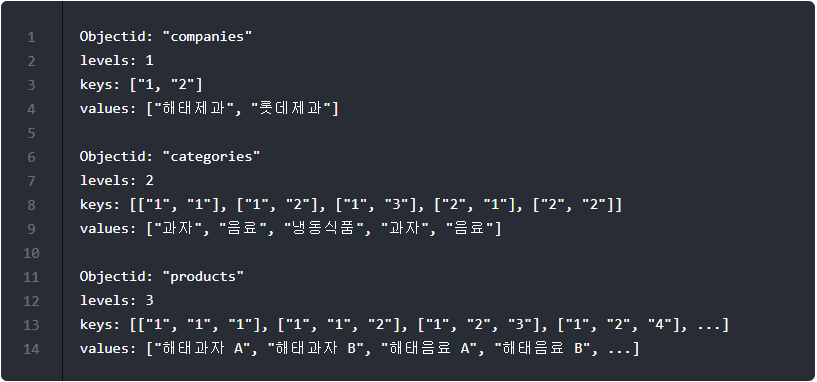 1 Objectid: "companies"
2 levels: 1
3 keys: ["1, "2"]
4 values: ["해태제과", "롯데제과"]
5
6 Objectid: "categories"
7 levels: 2
8 keys: [["1", "1"], ["1", "2"], ["1", "3"], ["2", "1"], ["2", "2"]]
9 values: ["과자", "음료", "냉동식품", "과자", "음료"]
10
11 Objectid: "products"
12 levels: 3
13 keys: [["1", "1", "1"], ["1", "1", "2"], ["1", "2", "3"], ["1", "2", "4"], ...]
14 values: ["해태과자 A", "해태과자 B", "해태음료 A", "해태음료 B", ...]